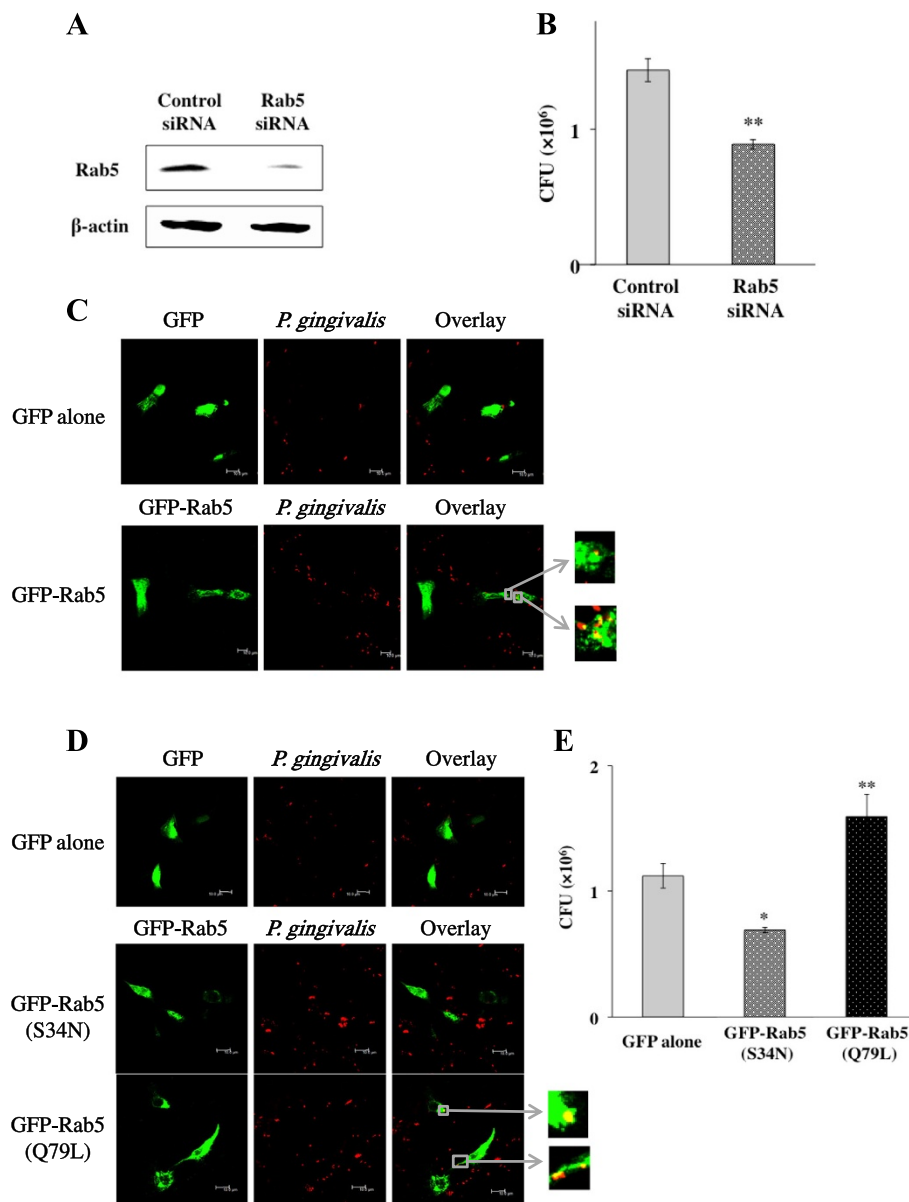 A
Control siRNA
Rab5 siRNA
Rab5
β-actin
B
CFU (×10⁶)
1
0
**
Control siRNA
Rab5 siRNA
C
GFP
P. gingivalis
Overlay
GFP alone
GFP-Rab5
P. gingivalis
Overlay
GFP-Rab5
D
GFP
P. gingivalis
Overlay
GFP alone
GFP-Rab5
P. gingivalis
Overlay
GFP-Rab5 (S34N)
GFP-Rab5 (Q79L)
E
CFU (×10⁶)
2
1
0
*
**
GFP alone
GFP-Rab5 (S34N)
GFP-Rab5 (Q79L)